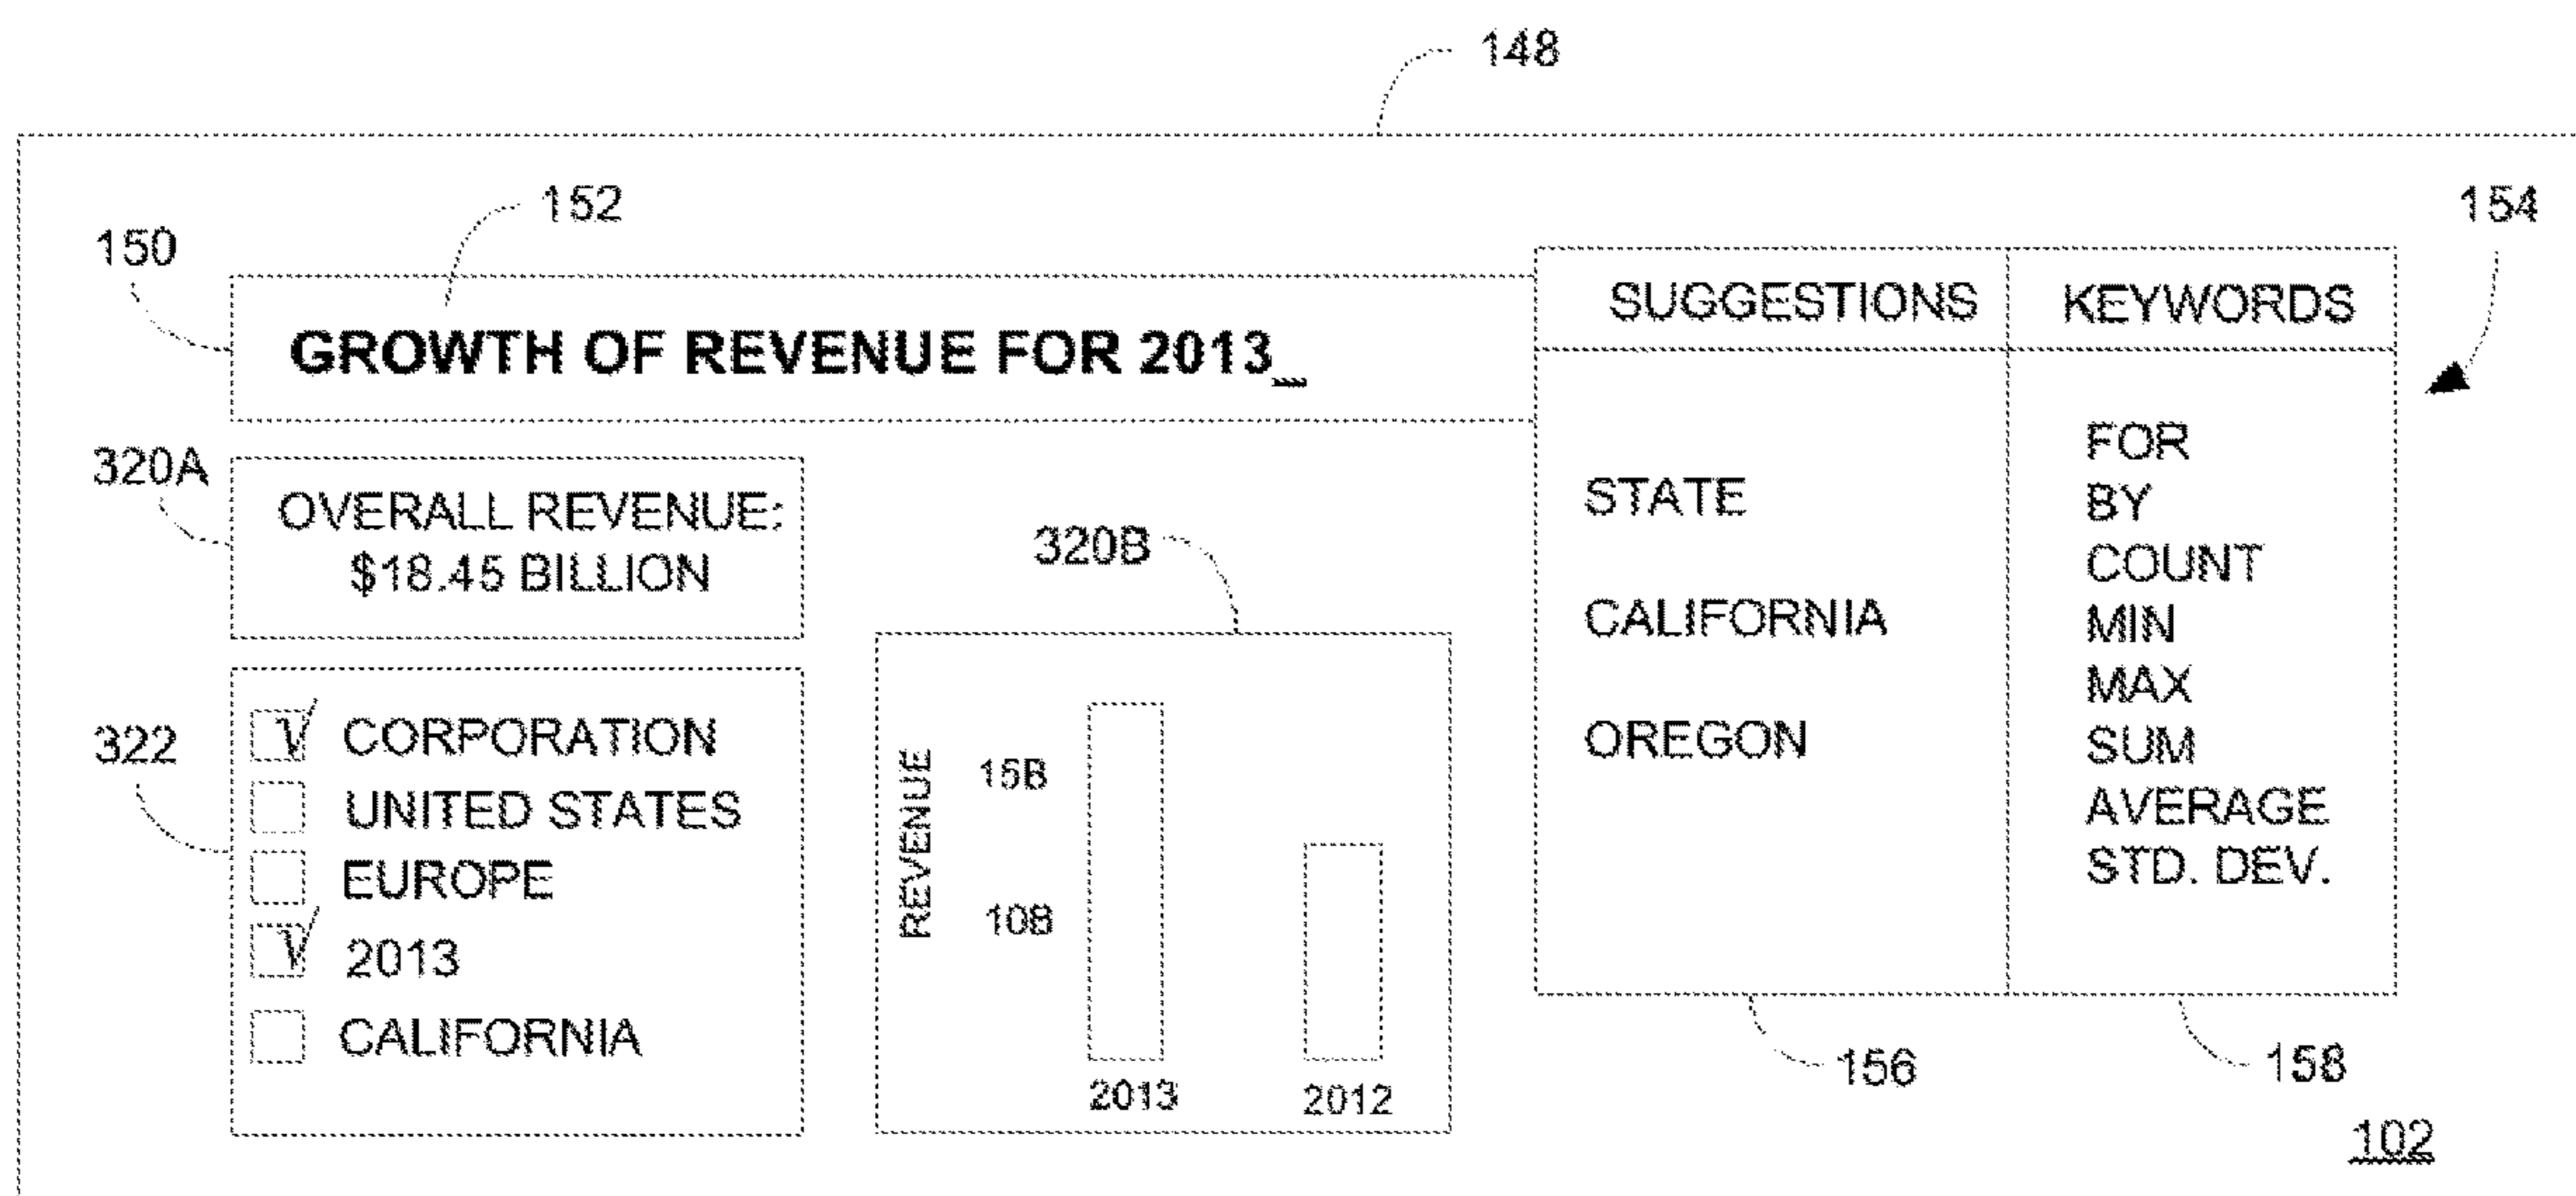 148
152
154
150
SUGGESTIONS KEYWORDS
GROWTH OF REVENUE FOR 2013_
320A
OVERALL REVENUE:
$18.45 BILLION
320B
STATE
CALIFORNIA
OREGON
FOR
BY
COUNT
MIN
MAX
SUM
AVERAGE
STD. DEV.
322
CORPORATION
UNITED STATES
EUROPE
2013
CALIFORNIA
REVENUE
15B
10B
2013 2012
156
158
102